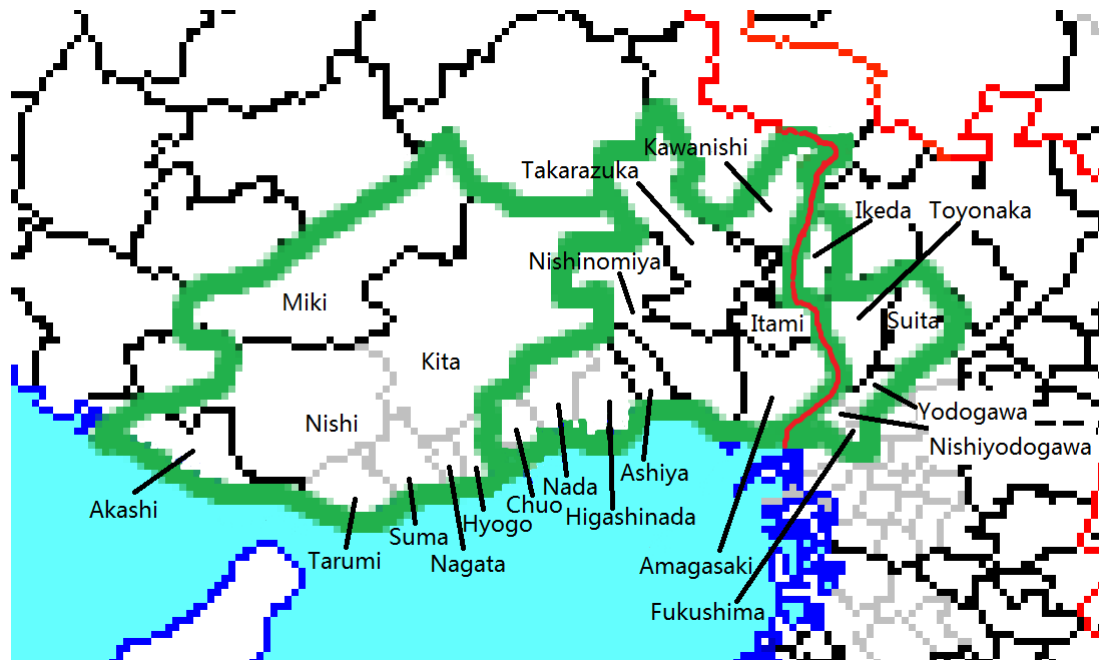 Kawanishi
Takarazuka
Ikeda
Toyonaka
Nishinomiya
Miki
Itami
Suita
Kita
Nishi
Yodogawa
Nishiyodogawa
Ashiya
Nada
Chuo
Higashinada
Akashi
Hyogo
Suma
Tarumi
Nagata
Amagasaki
Fukushima